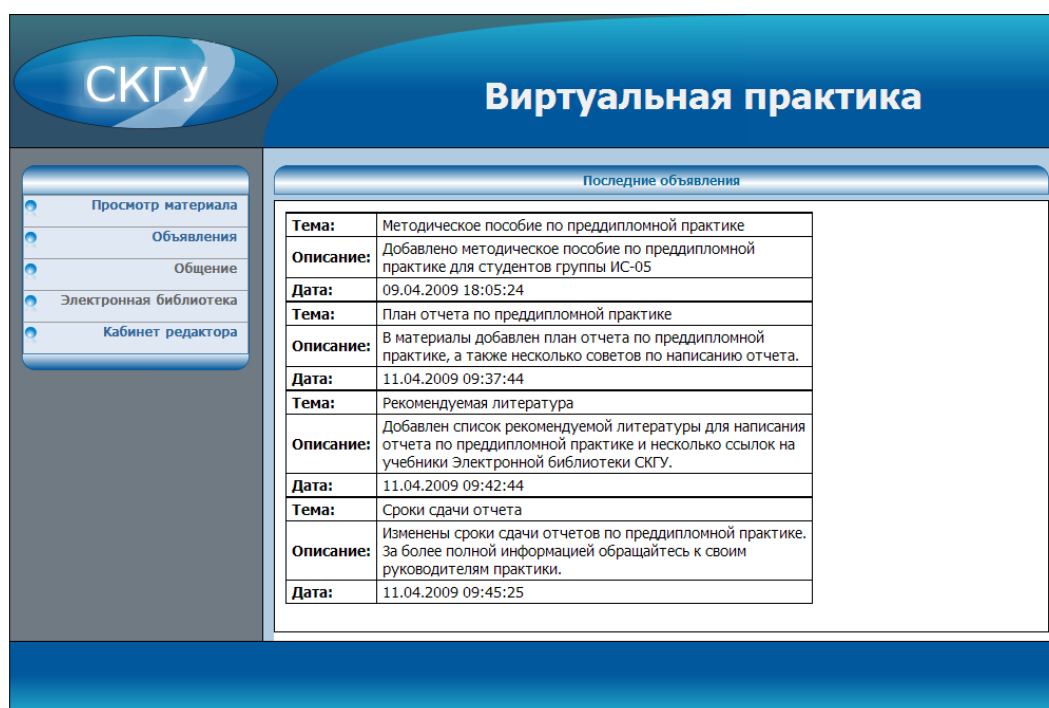 СКГУ
Виртуальная практика
Просмотр материала
Объявления
Общение
Электронная библиотека
Кабинет редактора
Последние объявления
Тема: Методическое пособие по преддипломной практике
Описание: Добавлено методическое пособие по преддипломной
практике для студентов группы ИС-05
Дата: 09.04.2009 18:05:24
Тема: План отчета по преддипломной практике
Описание: В материалы добавлен план отчета по преддипломной
практике, а также несколько советов по написанию отчета.
Дата: 11.04.2009 09:37:44
Тема: Рекомендуемая литература
Описание: Добавлен список рекомендуемой литературы для написания
отчета по преддипломной практике и несколько ссылок на
учебники Электронной библиотеки СКГУ.
Дата: 11.04.2009 09:42:44
Тема: Сроки сдачи отчета
Описание: Изменены сроки сдачи отчетов по преддипломной практике.
За более полной информацией обращайтесь к своим
руководителям практики.
Дата: 11.04.2009 09:45:25